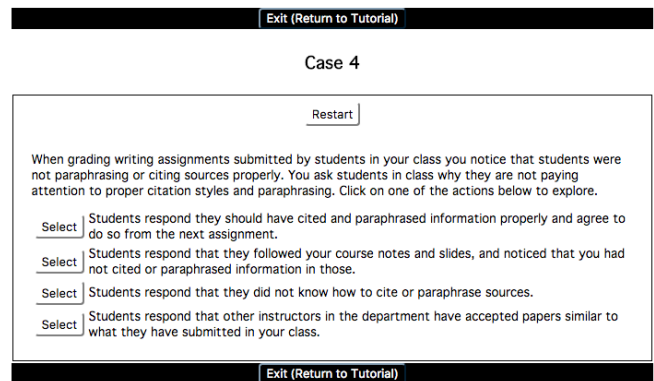 Exit (Return to Tutorial)
Case 4
Restart
When grading writing assignments submitted by students in your class you notice that students were
not paraphrasing or citing sources properly. You ask students in class why they are not paying
attention to proper citation styles and paraphrasing. Click on one of the actions below to explore.
Select Students respond they should have cited and paraphrased information properly and agree to
do so from the next assignment.
Select Students respond that they followed your course notes and slides, and noticed that you had
not cited or paraphrased information in those.
Select Students respond that they did not know how to cite or paraphrase sources.
Select Students respond that other instructors in the department have accepted papers similar to
what they have submitted in your class.
Exit (Return to Tutorial)